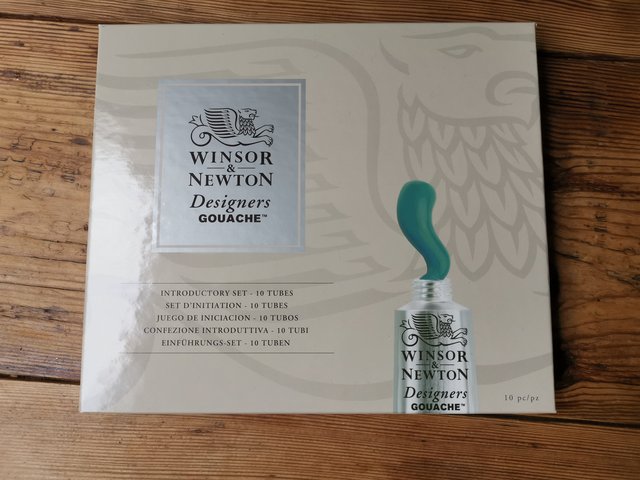 WINSOR
&
NEWTON
Designers
GOUACHE™
INTRODUCTORY SET - 10 TUBES
SET D'INITIATION - 10 TUBES
JUEGO DE INICIACION - 10 TUBOS
CONFEZIONE INTRODUTTIVA - 10 TUBI
EINFÜHRUNGS-SET - 10 TUBEN
WINSOR
&
NEWTON
Designers
GOUACHE™
10 pc/pz